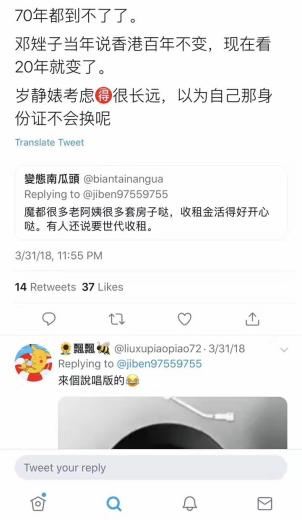 70年都到不了了。
邓矬子当年说香港百年不变，现在看
20年就变了。
岁静婊考虑🉐很长远，以为自己那身
份证不会换呢
Translate Tweet
變態南瓜頭 @biantainangua
Replying to @jiben97559755
魔都很多老阿姨很多套房子哒，收租金活得好开心
哒。有人还说要世代收租。
3/31/18, 11:55 PM
14 Retweets 37 Likes
🌻飄飄🐝 @liuxupiaopiao72 · 3/31/18
Replying to @jiben97559755
來個說唱版的😂
Tweet your reply